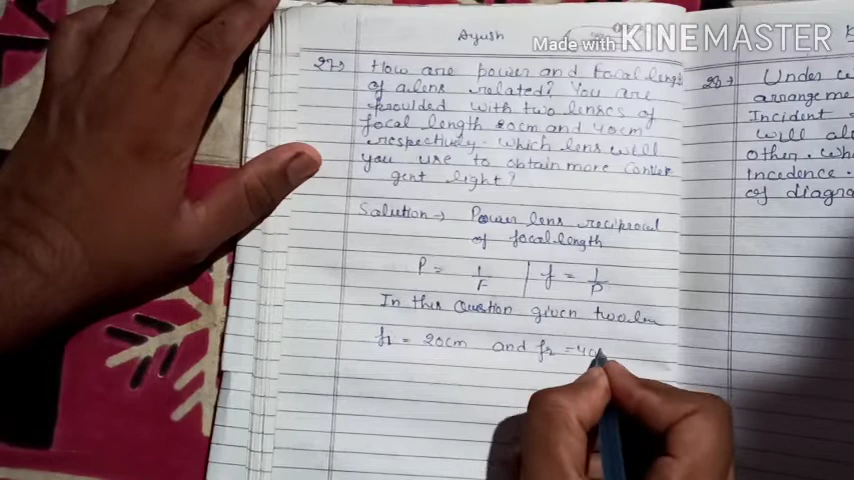 Ayush
Made with KINEMASTER
27→ How are power and focal length
of a lens related? You are
provided with two lenses of
focal length 20cm and 40cm
respectively. Which lens will
you use to obtain more conver
gent light?
Solution→ Power lens reciprocal
of focal length
P = 1/F | f = 1/P
In this Question given two len
f1 = 20cm and f2 = 40
28→ Under
arrangeme
Incident
will al
other. Wh
incedence.
of diagra